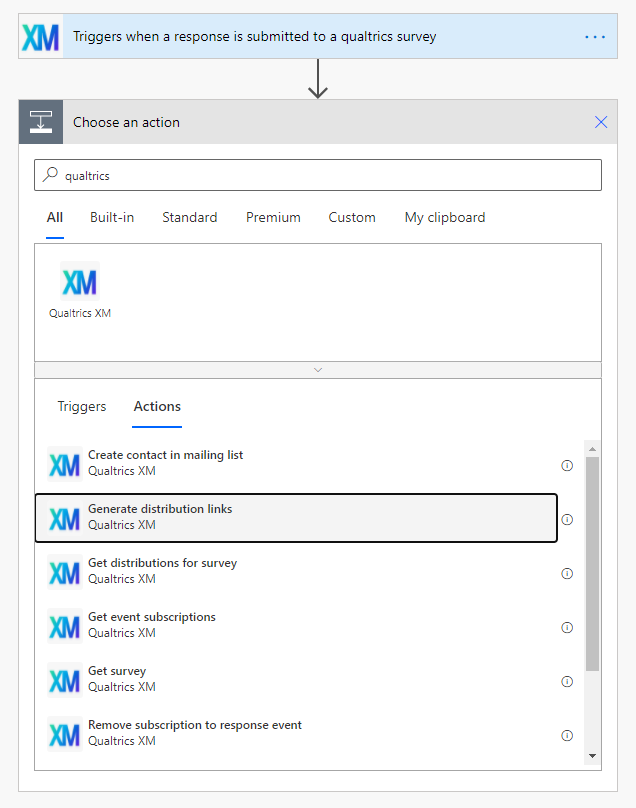 XM Triggers when a response is submitted to a qualtrics survey ...
Choose an action
qualtrics
All Built-in Standard Premium Custom My clipboard
XM
Qualtrics XM
Triggers Actions
XM Create contact in mailing list
Qualtrics XM
XM Generate distribution links
Qualtrics XM
XM Get distributions for survey
Qualtrics XM
XM Get event subscriptions
Qualtrics XM
XM Get survey
Qualtrics XM
XM Remove subscription to response event
Qualtrics XM